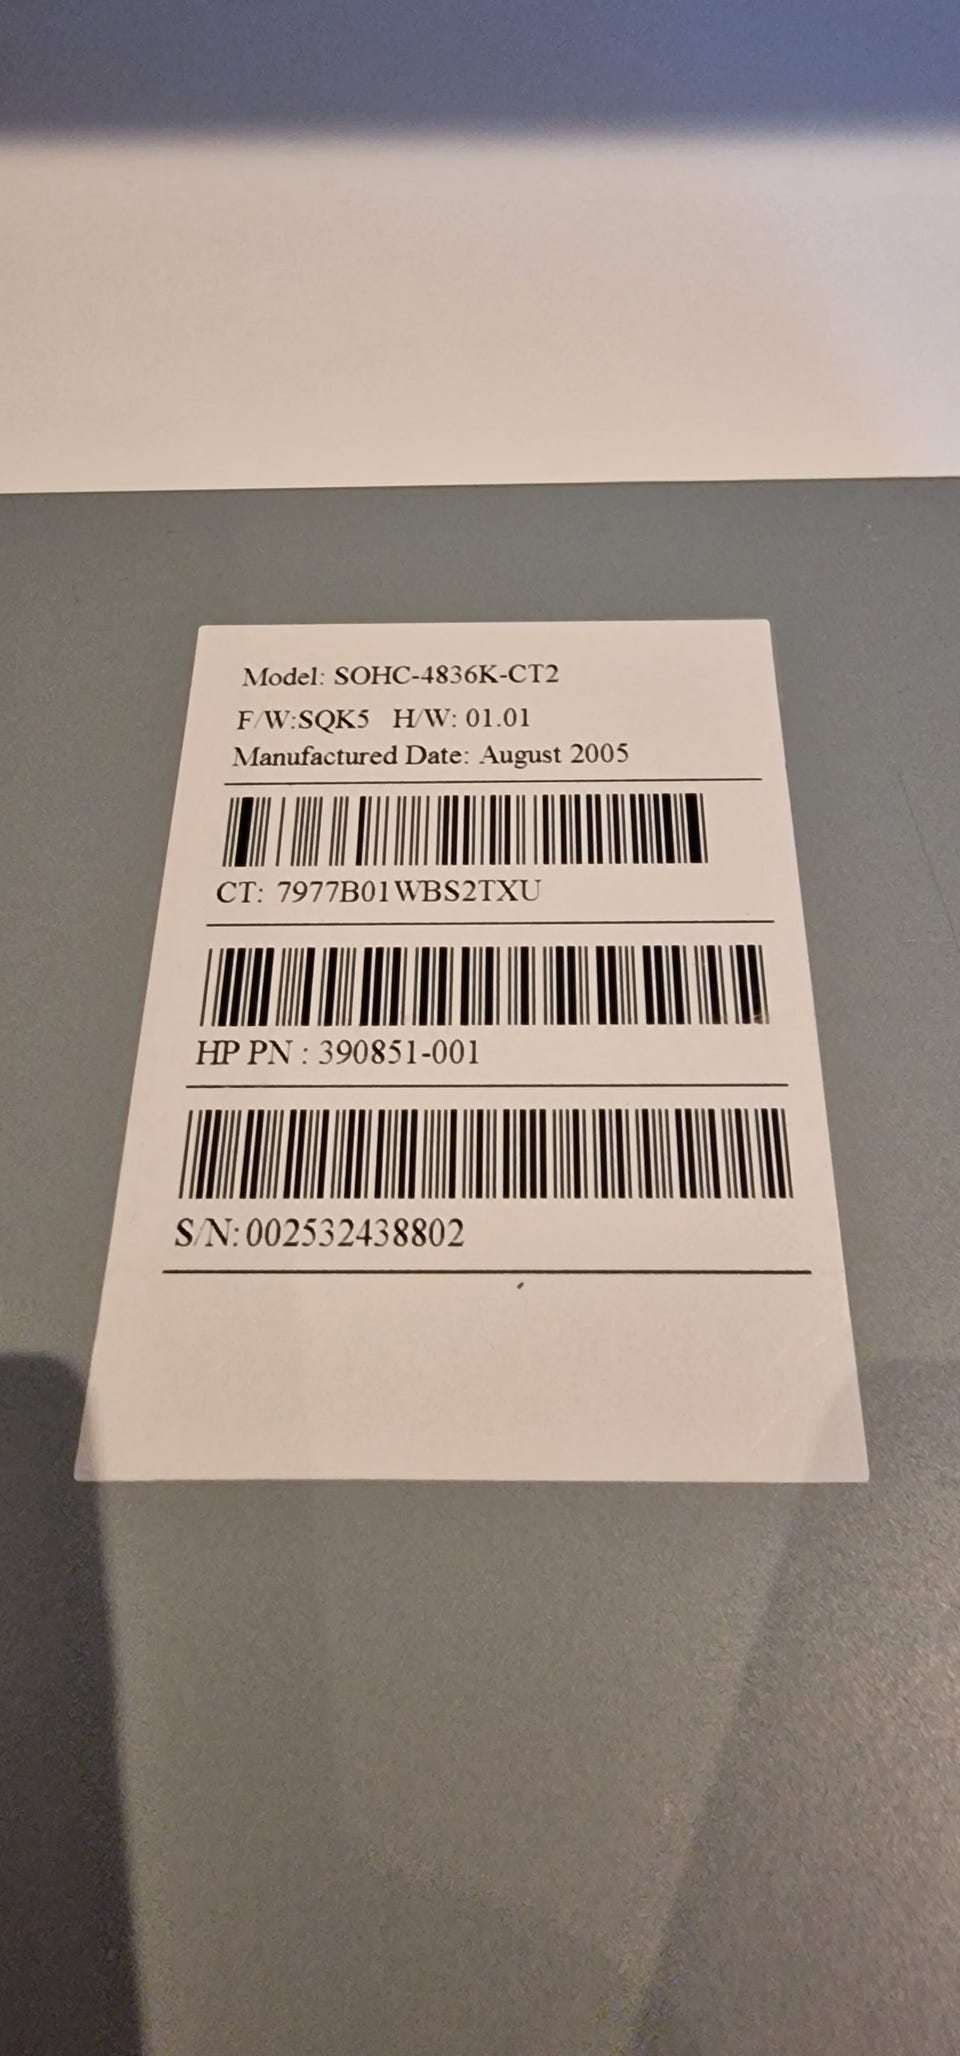 Model: SOHC-4836K-CT2
F/W:SQK5 H/W: 01.01
Manufactured Date: August 2005
CT: 7977B01WBS2TXU
HP PN : 390851-001
S/N:002532438802